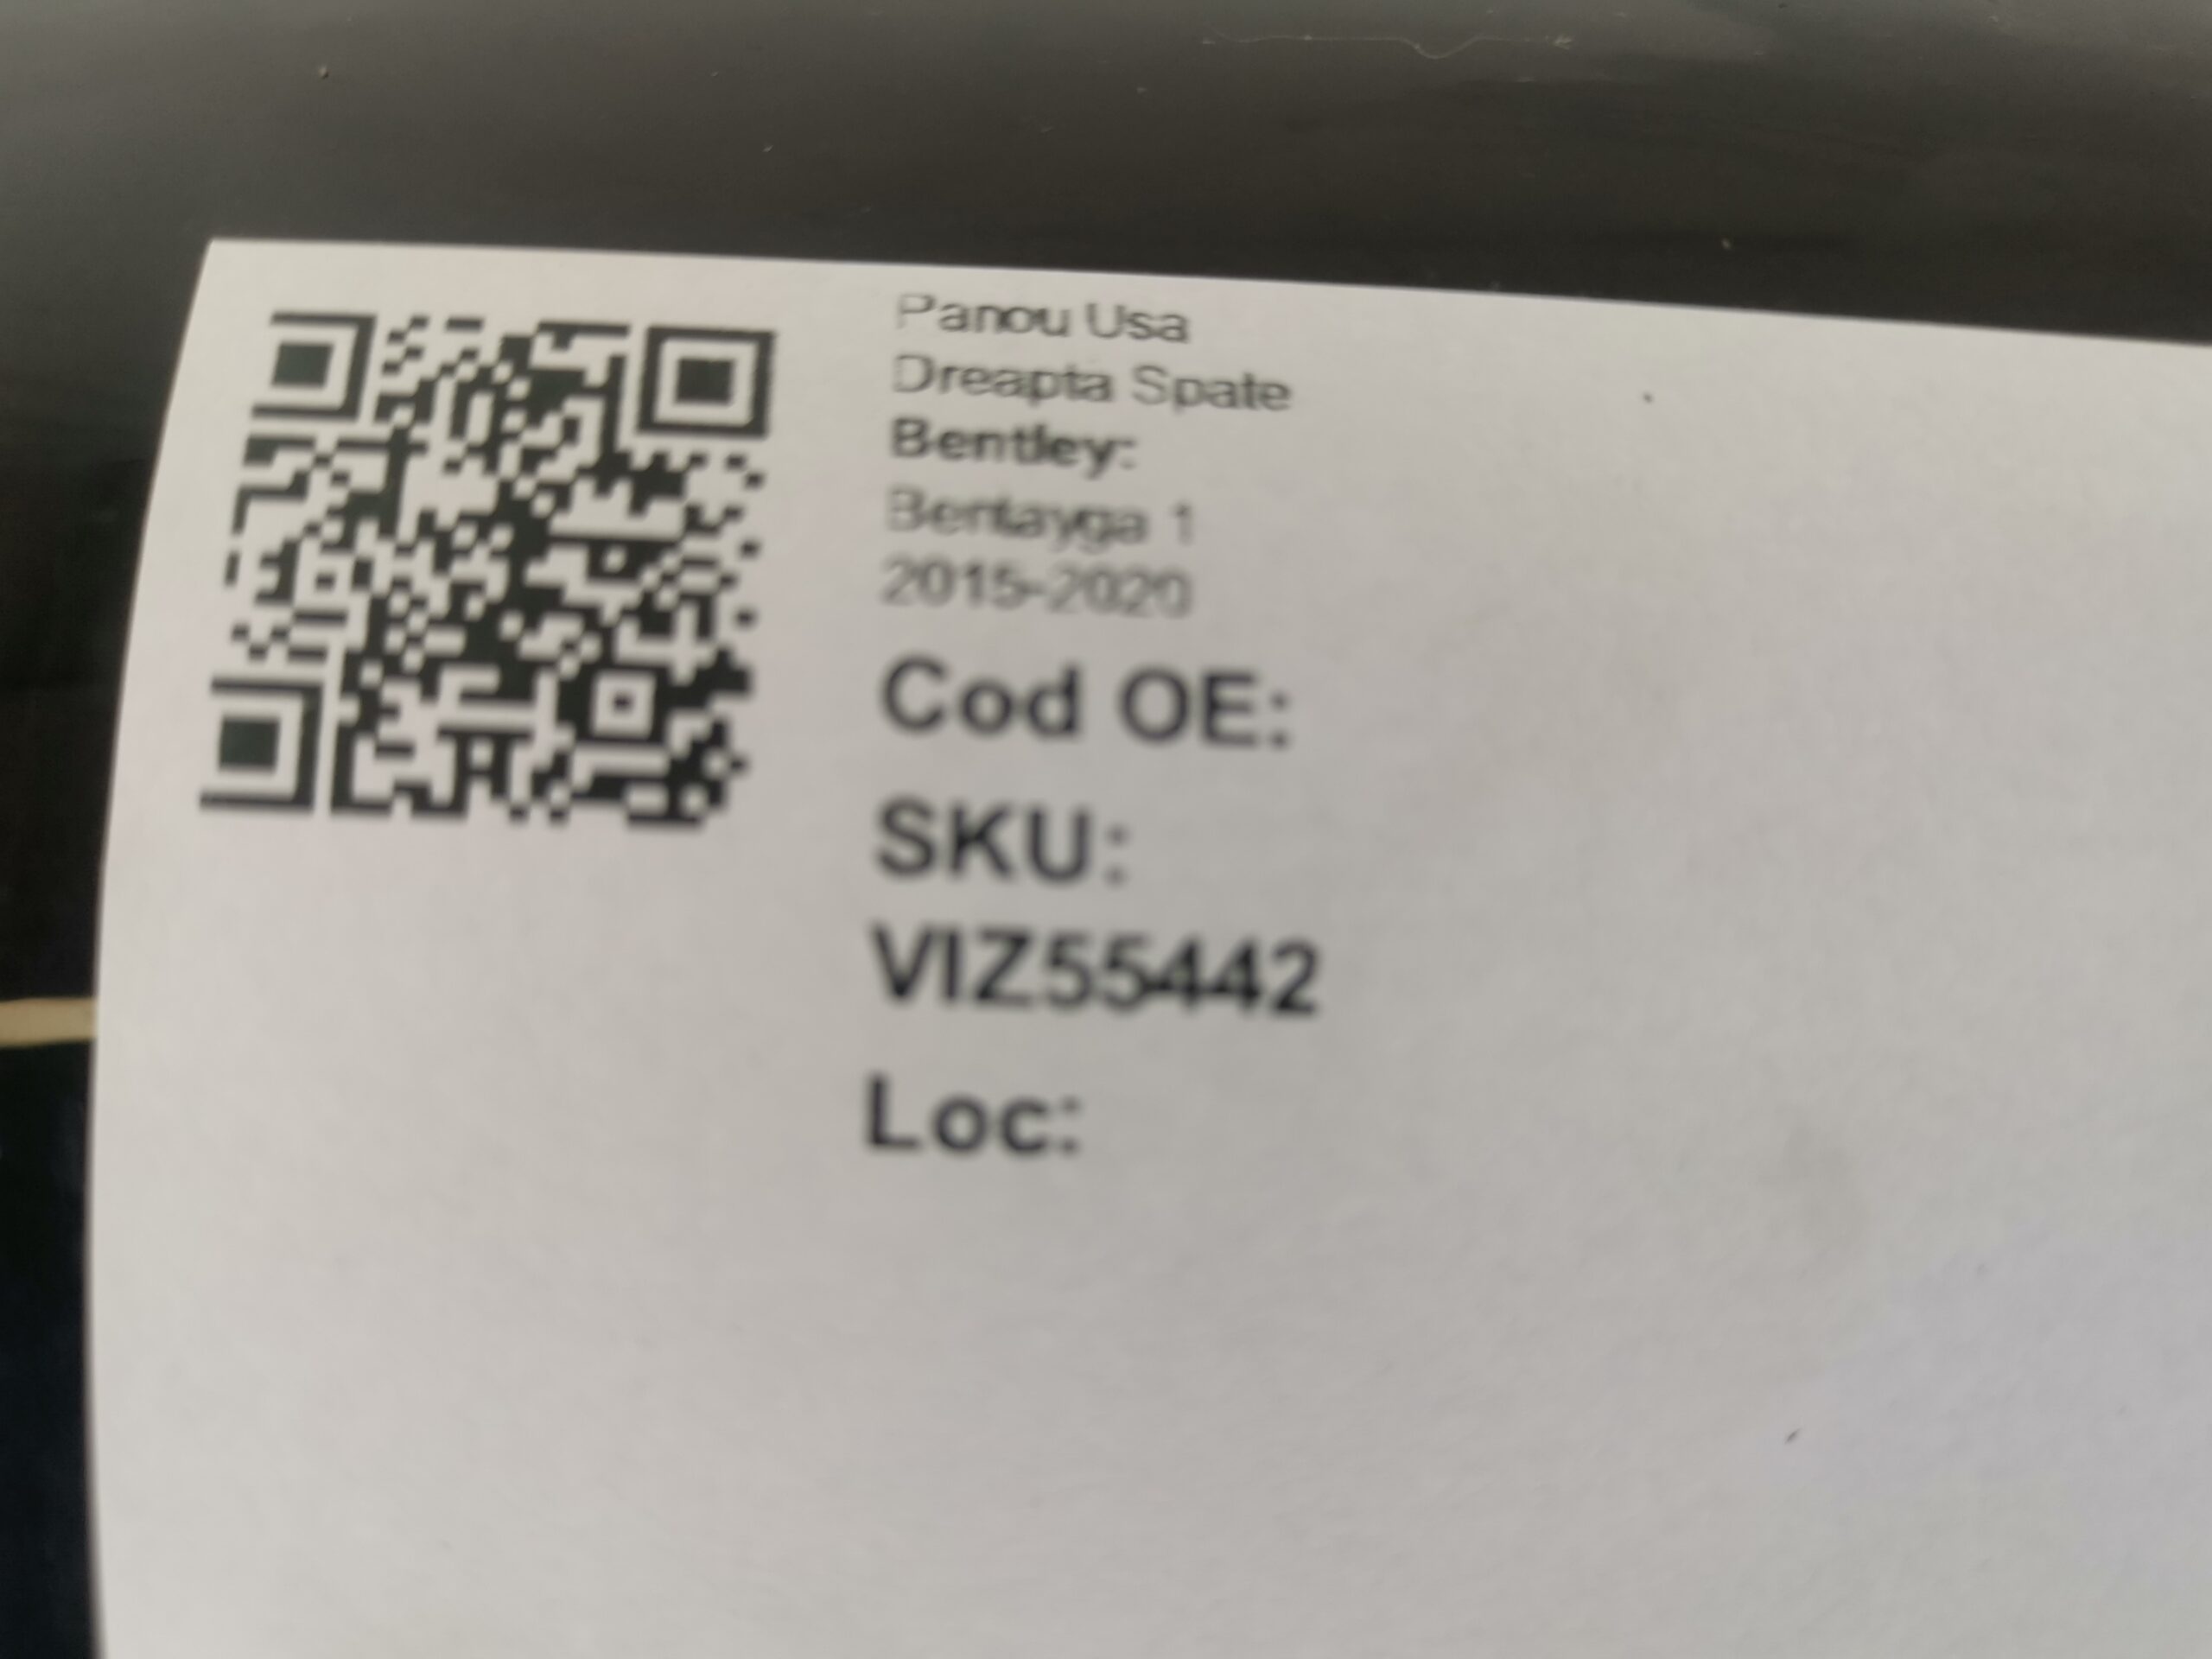 Panou Usa
Dreapta Spate
Bentley:
Bentayga 1
2015-2020
Cod OE:
SKU:
VIZ55442
Loc: